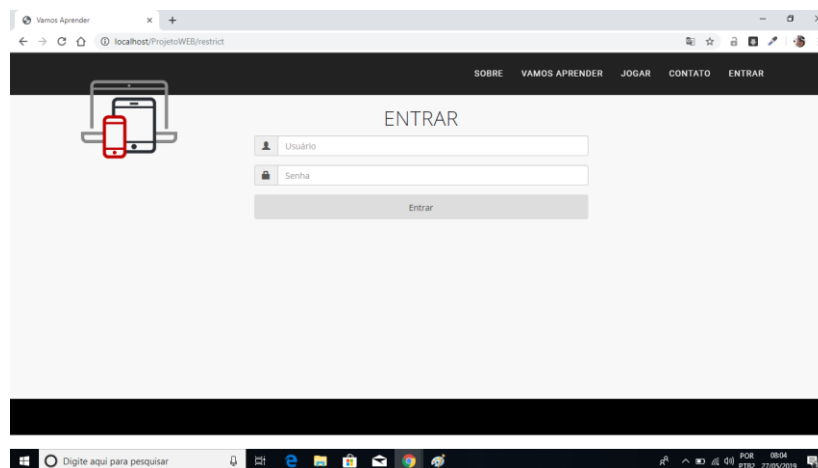 Vamos Aprender
localhost/ProjetoWEB/restrict
SOBRE VAMOS APRENDER JOGAR CONTATO ENTRAR
ENTRAR
Usuário
Senha
Entrar
Digite aqui para pesquisar
POR 08:04
PTB2 27/05/2019